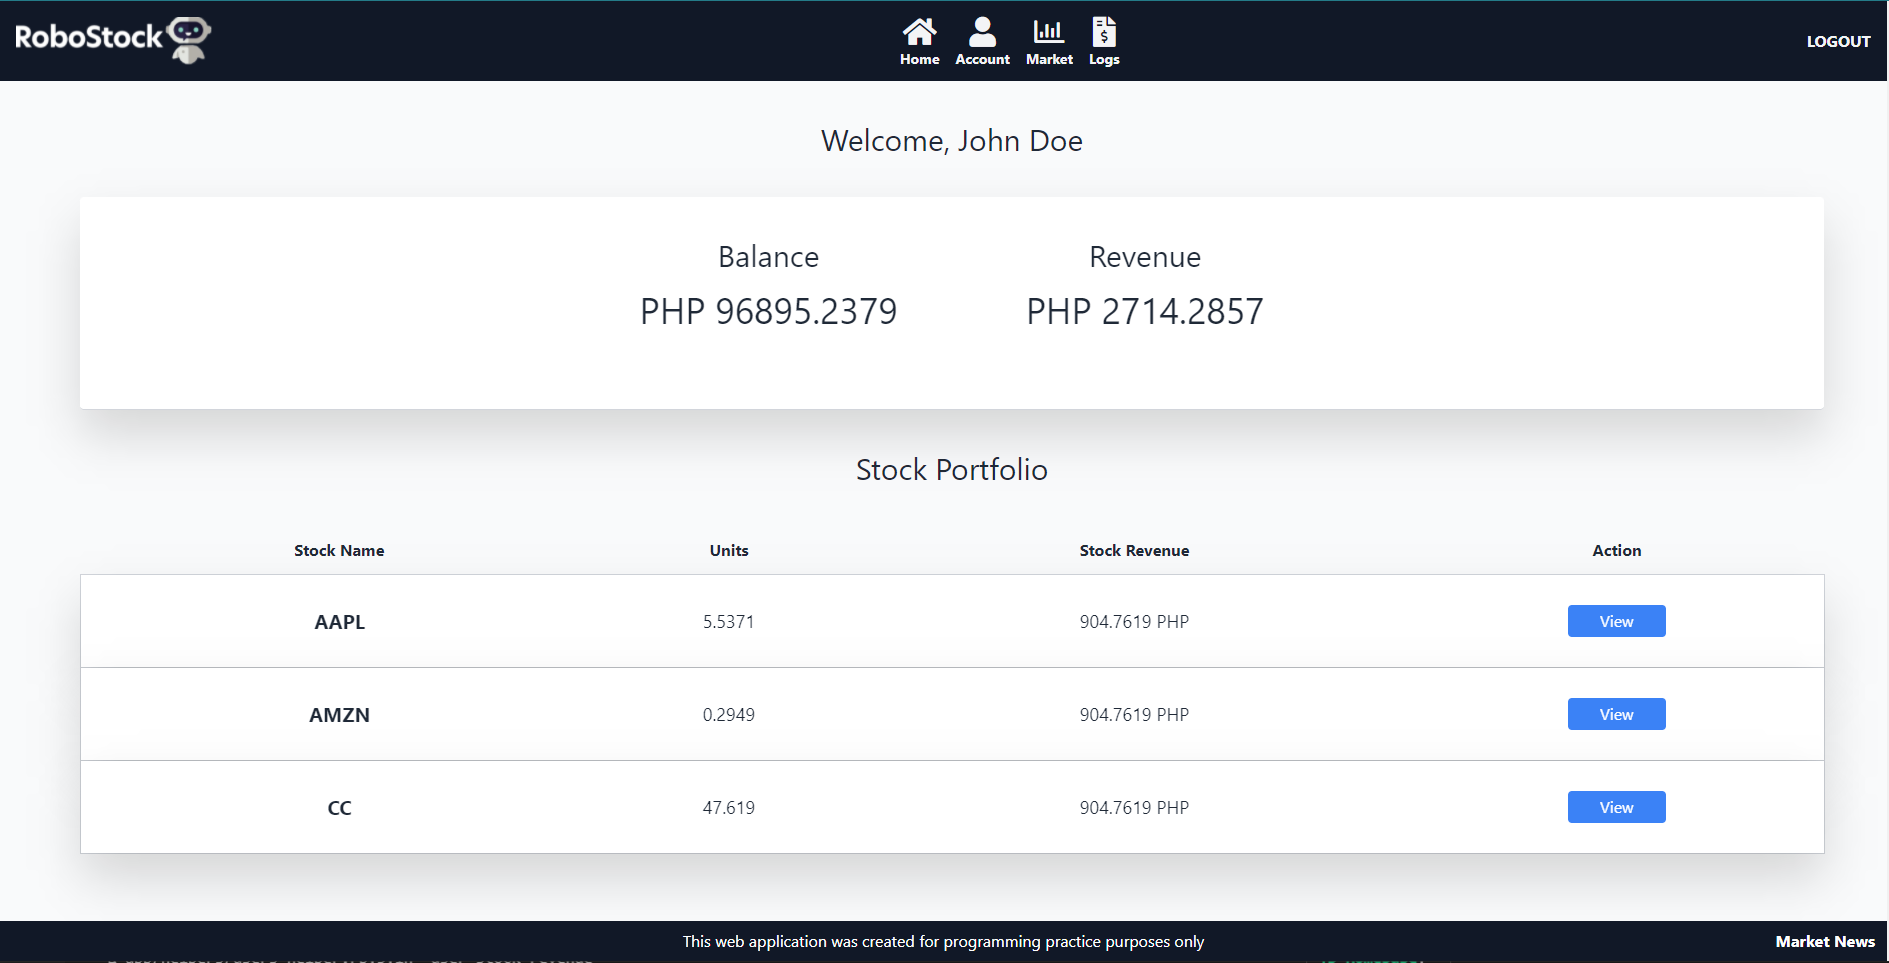 RoboStock
Home Account Market Logs
LOGOUT
Welcome, John Doe
Balance Revenue
PHP 96895.2379 PHP 2714.2857
Stock Portfolio
Stock Name Units Stock Revenue Action
AAPL 5.5371 904.7619 PHP View
AMZN 0.2949 904.7619 PHP View
CC 47.619 904.7619 PHP View
This web application was created for programming practice purposes only
Market News